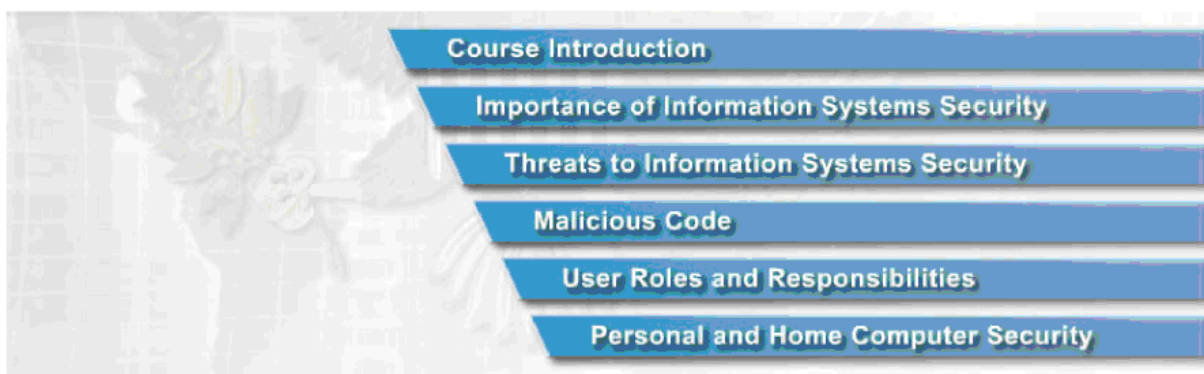 Course Introduction
Importance of Information Systems Security
Threats to Information Systems Security
Malicious Code
User Roles and Responsibilities
Personal and Home Computer Security